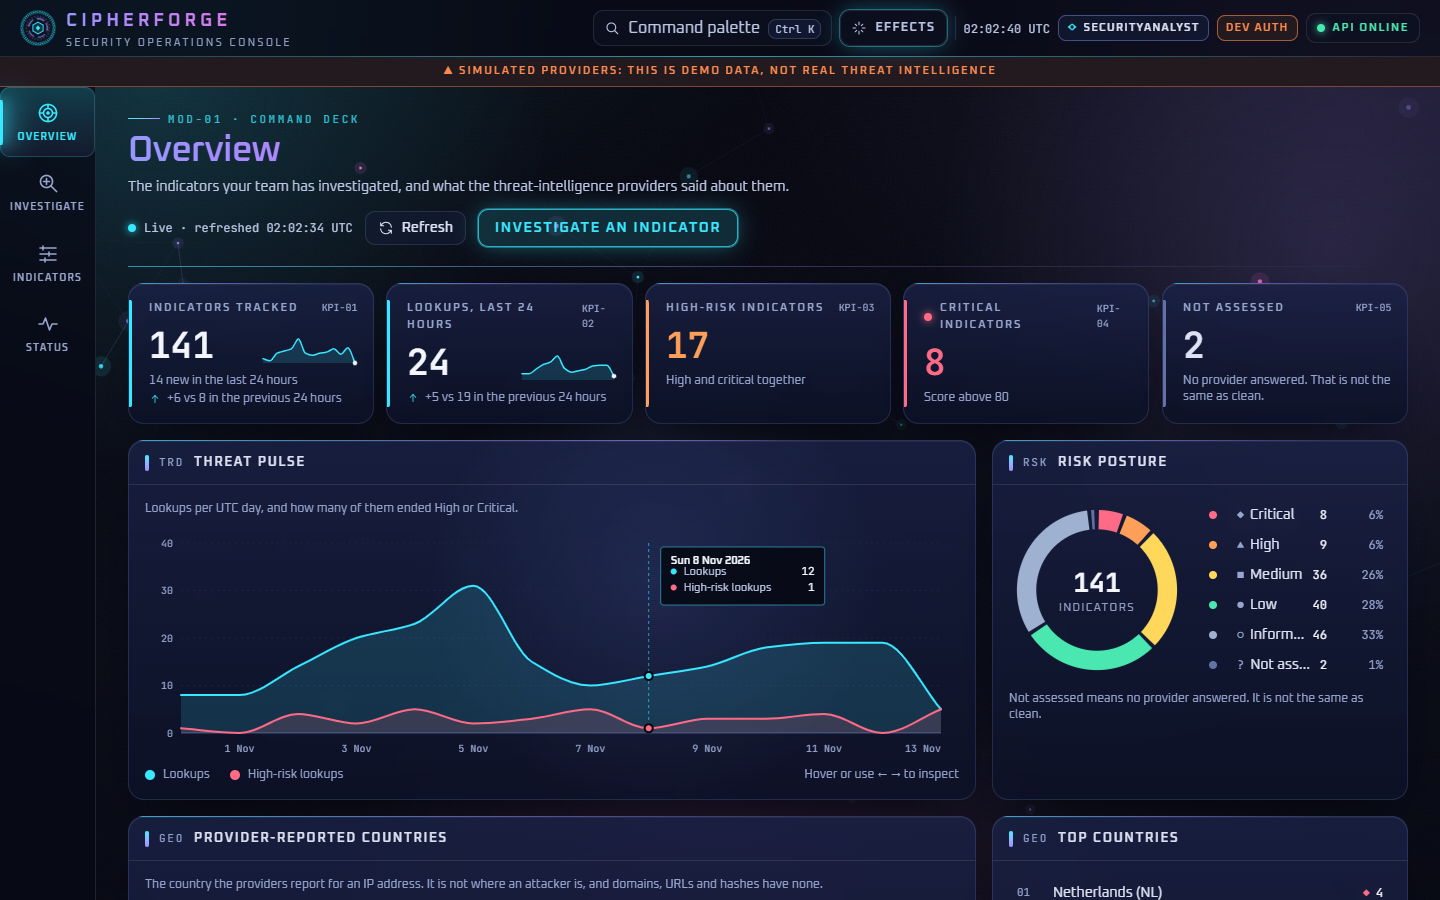 CIPHERFORGE
SECURITY OPERATIONS CONSOLE
Command palette Ctrl K
EFFECTS
02:02:40 UTC
SECURITYANALYST
DEV AUTH
API ONLINE
SIMULATED PROVIDERS: THIS IS DEMO DATA, NOT REAL THREAT INTELLIGENCE
OVERVIEW
INVESTIGATE
INDICATORS
STATUS
MOD-01 · COMMAND DECK
Overview
The indicators your team has investigated, and what the threat-intelligence providers said about them.
Live · refreshed 02:02:34 UTC
Refresh
INVESTIGATE AN INDICATOR
INDICATORS TRACKED KPI-01
141
14 new in the last 24 hours
↑ +6 vs 8 in the previous 24 hours
LOOKUPS, LAST 24 HOURS KPI-02
24
↑ +5 vs 19 in the previous 24 hours
HIGH-RISK INDICATORS KPI-03
17
High and critical together
CRITICAL INDICATORS KPI-04
8
Score above 80
NOT ASSESSED KPI-05
2
No provider answered. That is not the
same as clean.
TRD THREAT PULSE
Lookups per UTC day, and how many of them ended High or Critical.
40
30
20
10
0
Sun 8 Nov 2026
Lookups 12
High-risk lookups 1
1 Nov 3 Nov 5 Nov 7 Nov 9 Nov 11 Nov 13 Nov
Lookups High-risk lookups
Hover or use ← → to inspect
RSK RISK POSTURE
141
INDICATORS
Critical 8 6%
High 9 6%
Medium 36 26%
Low 40 28%
Inform... 46 33%
? Not ass... 2 1%
Not assessed means no provider answered. It is not the same as
clean.
GEO PROVIDER-REPORTED COUNTRIES
The country the providers report for an IP address. It is not where an attacker is, and domains, URLs and hashes have none.
GEO TOP COUNTRIES
01 Netherlands (NL) 4